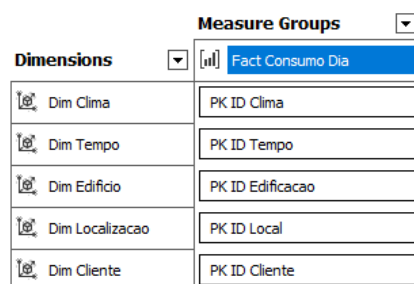 Measure Groups
Dimensions
Fact Consumo Dia
Dim Clima
PK ID Clima
Dim Tempo
PK ID Tempo
Dim Edificio
PK ID Edificacao
Dim Localizacao
PK ID Local
Dim Cliente
PK ID Cliente